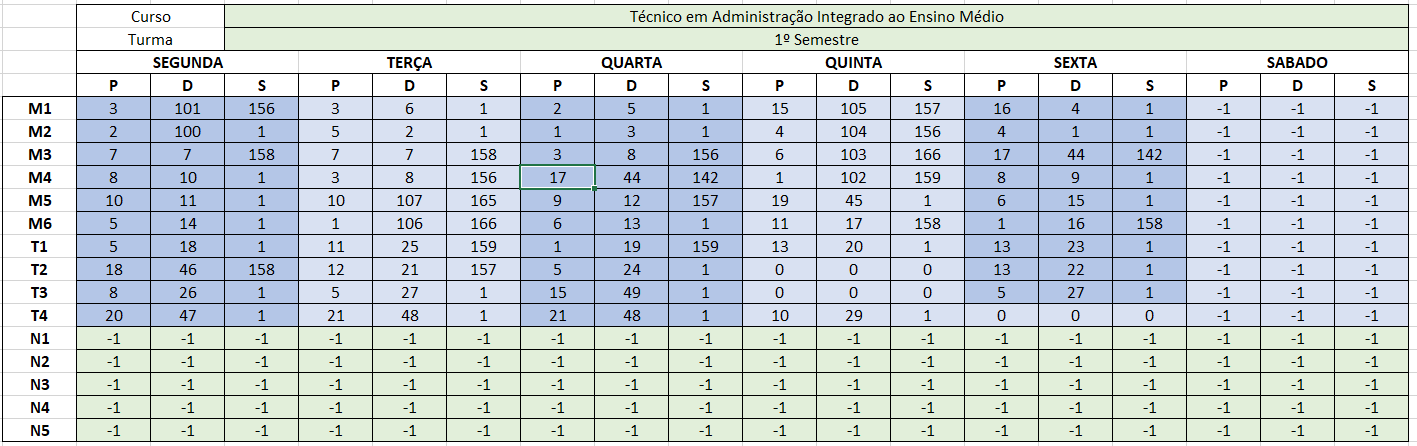 Curso Técnico em Administração Integrado ao Ensino Médio
Turma 1º Semestre
SEGUNDA TERÇA QUARTA QUINTA SEXTA SABADO
P D S P D S P D S P D S P D S P D S
M1 3 101 156 3 6 1 2 5 1 15 105 157 16 4 1 -1 -1 -1
M2 2 100 1 5 2 1 1 3 1 4 104 156 4 1 1 -1 -1 -1
M3 7 7 158 7 7 158 3 8 156 6 103 166 17 44 142 -1 -1 -1
M4 8 10 1 3 8 156 17 44 142 1 102 159 8 9 1 -1 -1 -1
M5 10 11 1 10 107 165 9 12 157 19 45 1 6 15 1 -1 -1 -1
M6 5 14 1 1 106 166 6 13 1 11 17 158 1 16 158 -1 -1 -1
T1 5 18 1 11 25 159 1 19 159 13 20 1 13 23 1 -1 -1 -1
T2 18 46 158 12 21 157 5 24 1 0 0 0 13 22 1 -1 -1 -1
T3 8 26 1 5 27 1 15 49 1 0 0 0 5 27 1 -1 -1 -1
T4 20 47 1 21 48 1 21 48 1 10 29 1 0 0 0 -1 -1 -1
N1 -1 -1 -1 -1 -1 -1 -1 -1 -1 -1 -1 -1 -1 -1 -1 -1 -1 -1
N2 -1 -1 -1 -1 -1 -1 -1 -1 -1 -1 -1 -1 -1 -1 -1 -1 -1 -1
N3 -1 -1 -1 -1 -1 -1 -1 -1 -1 -1 -1 -1 -1 -1 -1 -1 -1 -1
N4 -1 -1 -1 -1 -1 -1 -1 -1 -1 -1 -1 -1 -1 -1 -1 -1 -1 -1
N5 -1 -1 -1 -1 -1 -1 -1 -1 -1 -1 -1 -1 -1 -1 -1 -1 -1 -1